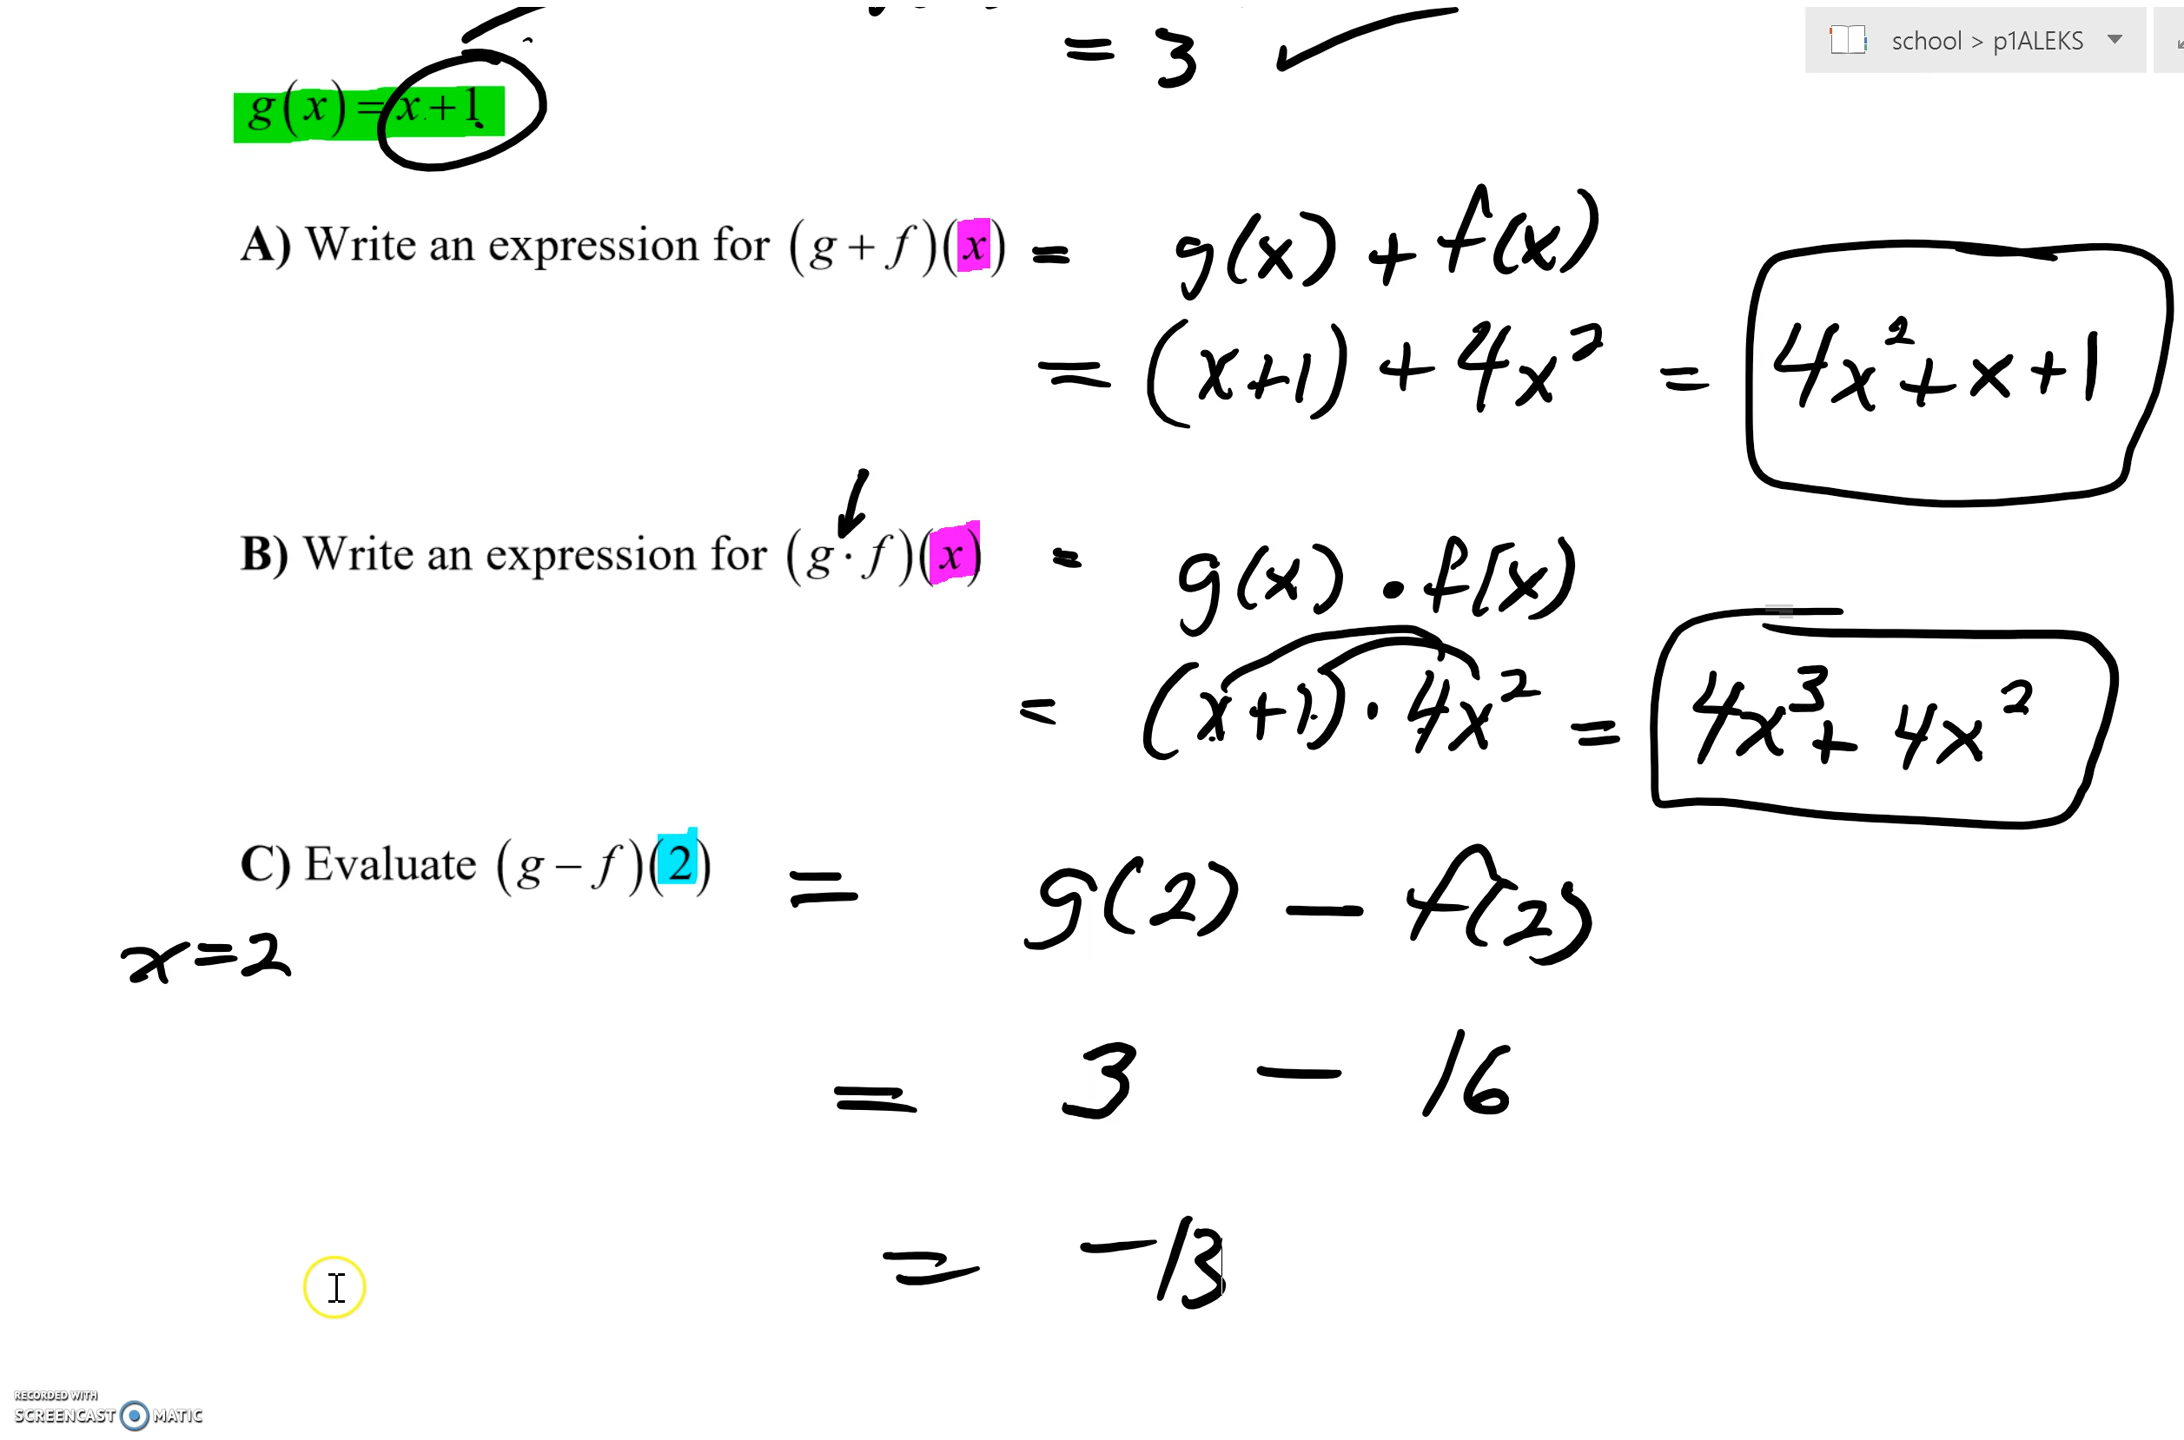 = 3 ✓
school > p1ALEKS
g(x) = x+1
A) Write an expression for (g + f)(x) = g(x) + f(x)
= (x+1) + 4x² = 4x² + x + 1
B) Write an expression for (g · f)(x) = g(x) • f(x)
= (x+1) · 4x² = 4x³ + 4x²
C) Evaluate (g − f)(2) = g(2) − f(2)
x = 2
= 3 − 16
= −13
RECORDED WITH
SCREENCAST MATIC